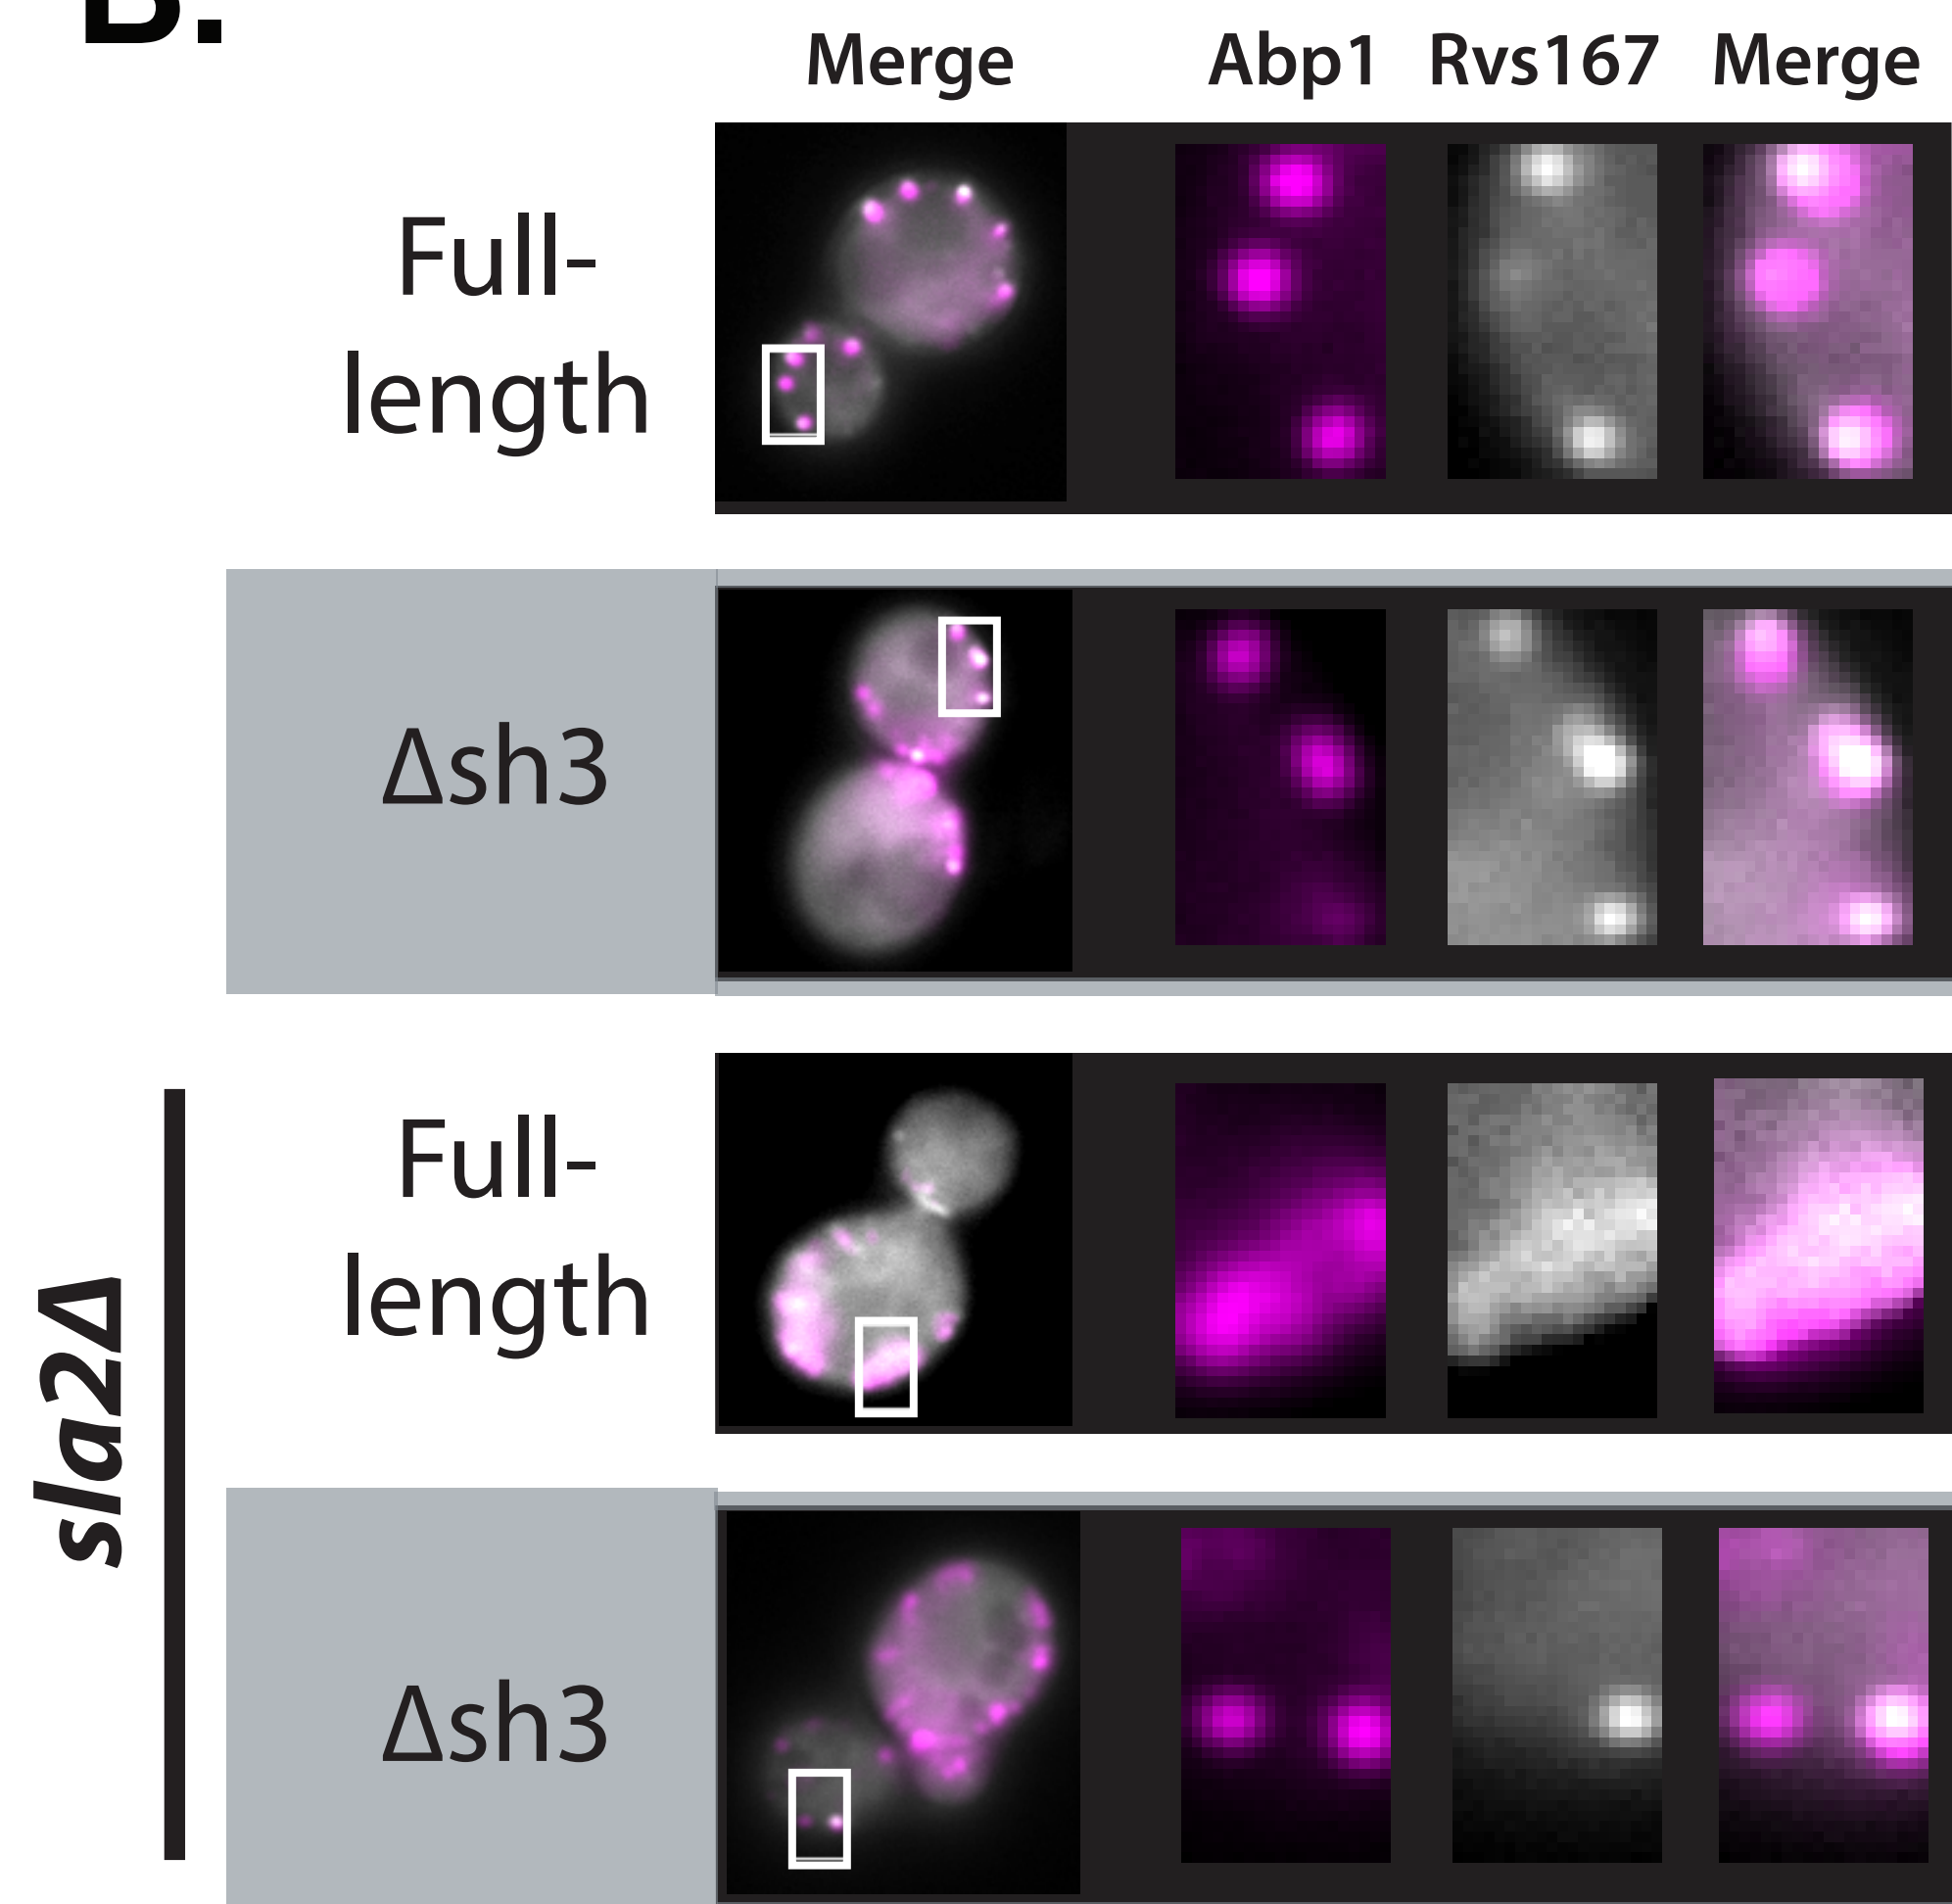 B.
Merge Abp1 Rvs167 Merge
Full-
length
Δsh3
sla2Δ
Full-
length
Δsh3